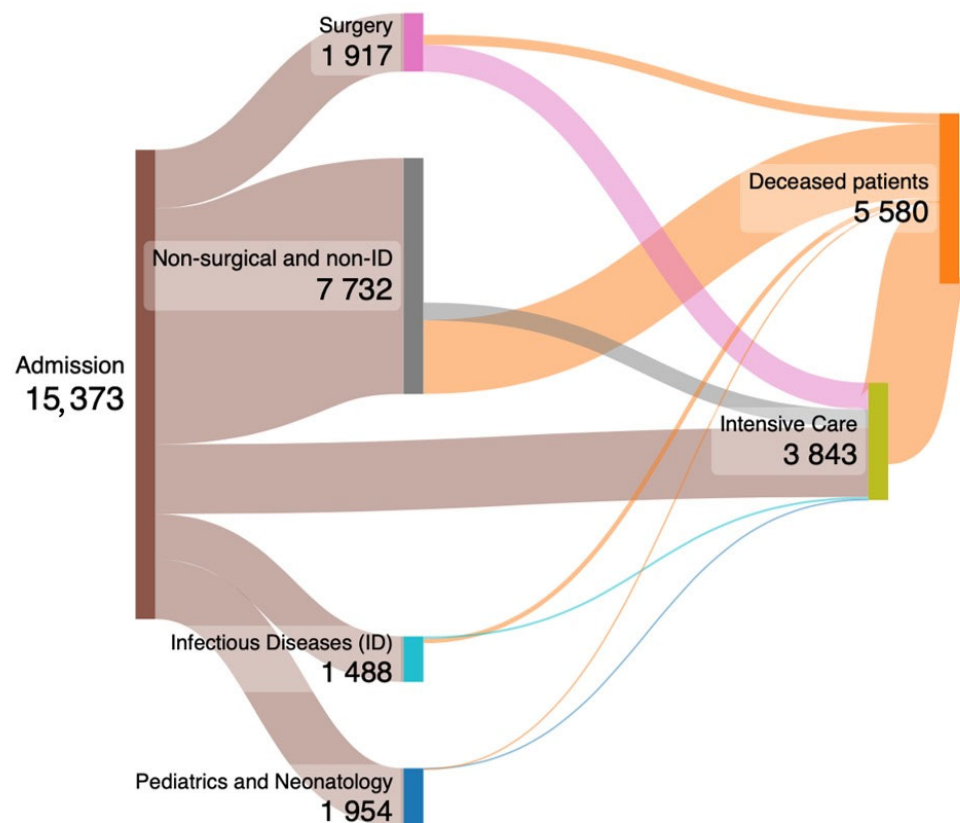 Surgery
1 917
Deceased patients
5 580
Non-surgical and non-ID
7 732
Admission
15,373
Intensive Care
3 843
Infectious Diseases (ID)
1 488
Pediatrics and Neonatology
1 954